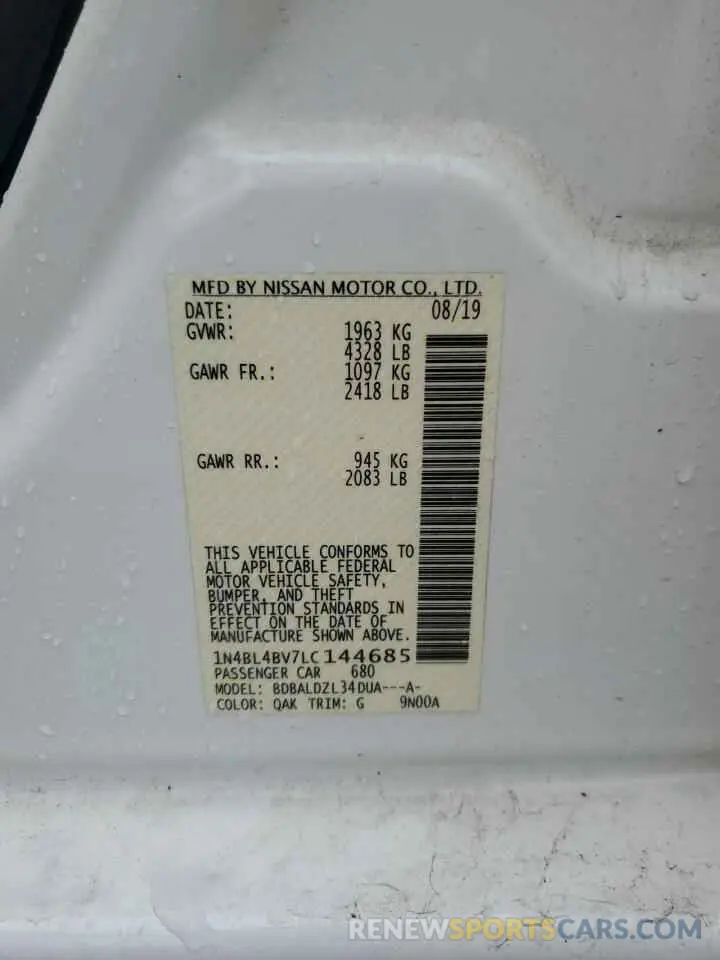 MFD BY NISSAN MOTOR CO., LTD.
DATE: 08/19
GVWR: 1963 KG
4328 LB
GAWR FR.: 1097 KG
2418 LB
GAWR RR.: 945 KG
2083 LB
THIS VEHICLE CONFORMS TO
ALL APPLICABLE FEDERAL
MOTOR VEHICLE SAFETY,
BUMPER, AND THEFT
PREVENTION STANDARDS IN
EFFECT ON THE DATE OF
MANUFACTURE SHOWN ABOVE.
1N4BL4BV7LC144685
PASSENGER CAR 680
MODEL: BDBALDZL34DUA---A-
COLOR: QAK TRIM: G 9N00A
RENEWSPORTSCARS.COM